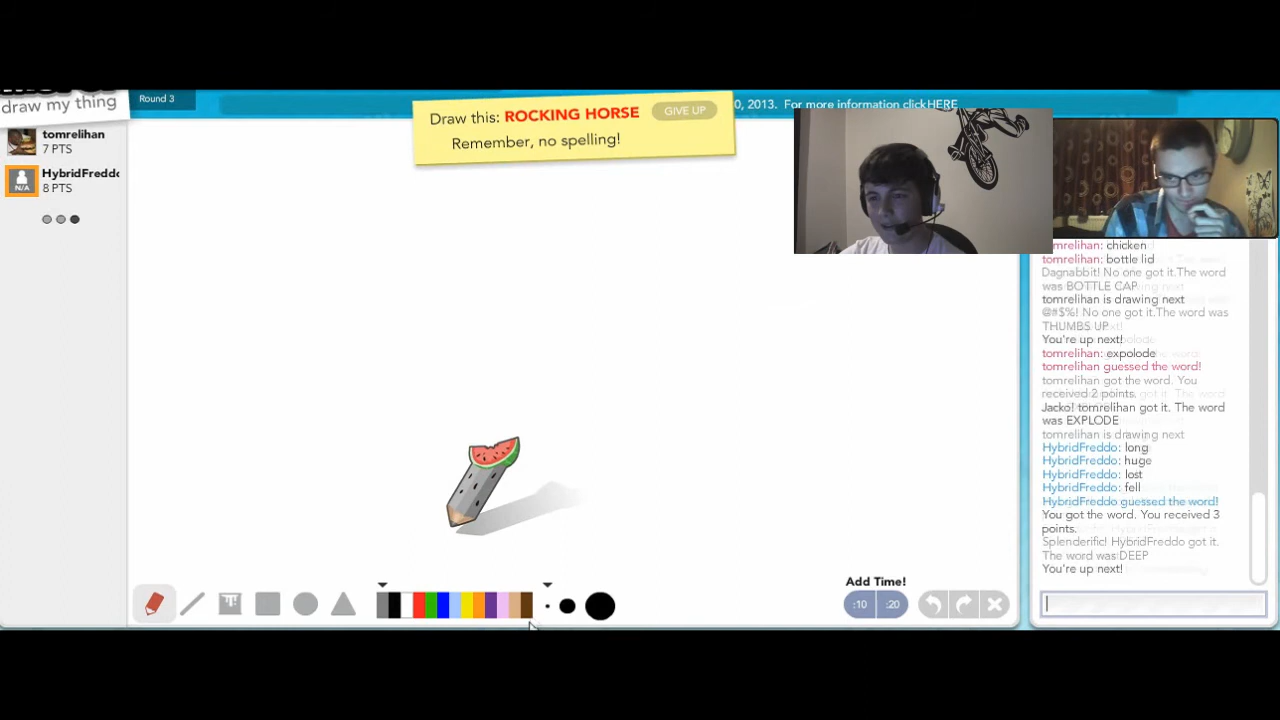 draw my thing
Round 3
0, 2013. For more information clickHERE
Draw this: ROCKING HORSE
GIVE UP
Remember, no spelling!
tomrelihan
7 PTS
HybridFreddo
8 PTS
N/A
tomrelihan: chicken
tomrelihan: bottle lid
Dagnabbit! No one got it.The word
was BOTTLE CAP
tomrelihan is drawing next
@#$%! No one got it.The word was
THUMBS UP
You're up next!
tomrelihan: expolode
tomrelihan guessed the word!
tomrelihan got the word. You
received 2 points.
Jacko! tomrelihan got it. The word
was EXPLODE
tomrelihan is drawing next
HybridFreddo: long
HybridFreddo: huge
HybridFreddo: lost
HybridFreddo: fell
HybridFreddo guessed the word!
You got the word. You received 3
points.
Splenderific! HybridFreddo got it.
The word was DEEP
You're up next!
Add Time!
:10
:20